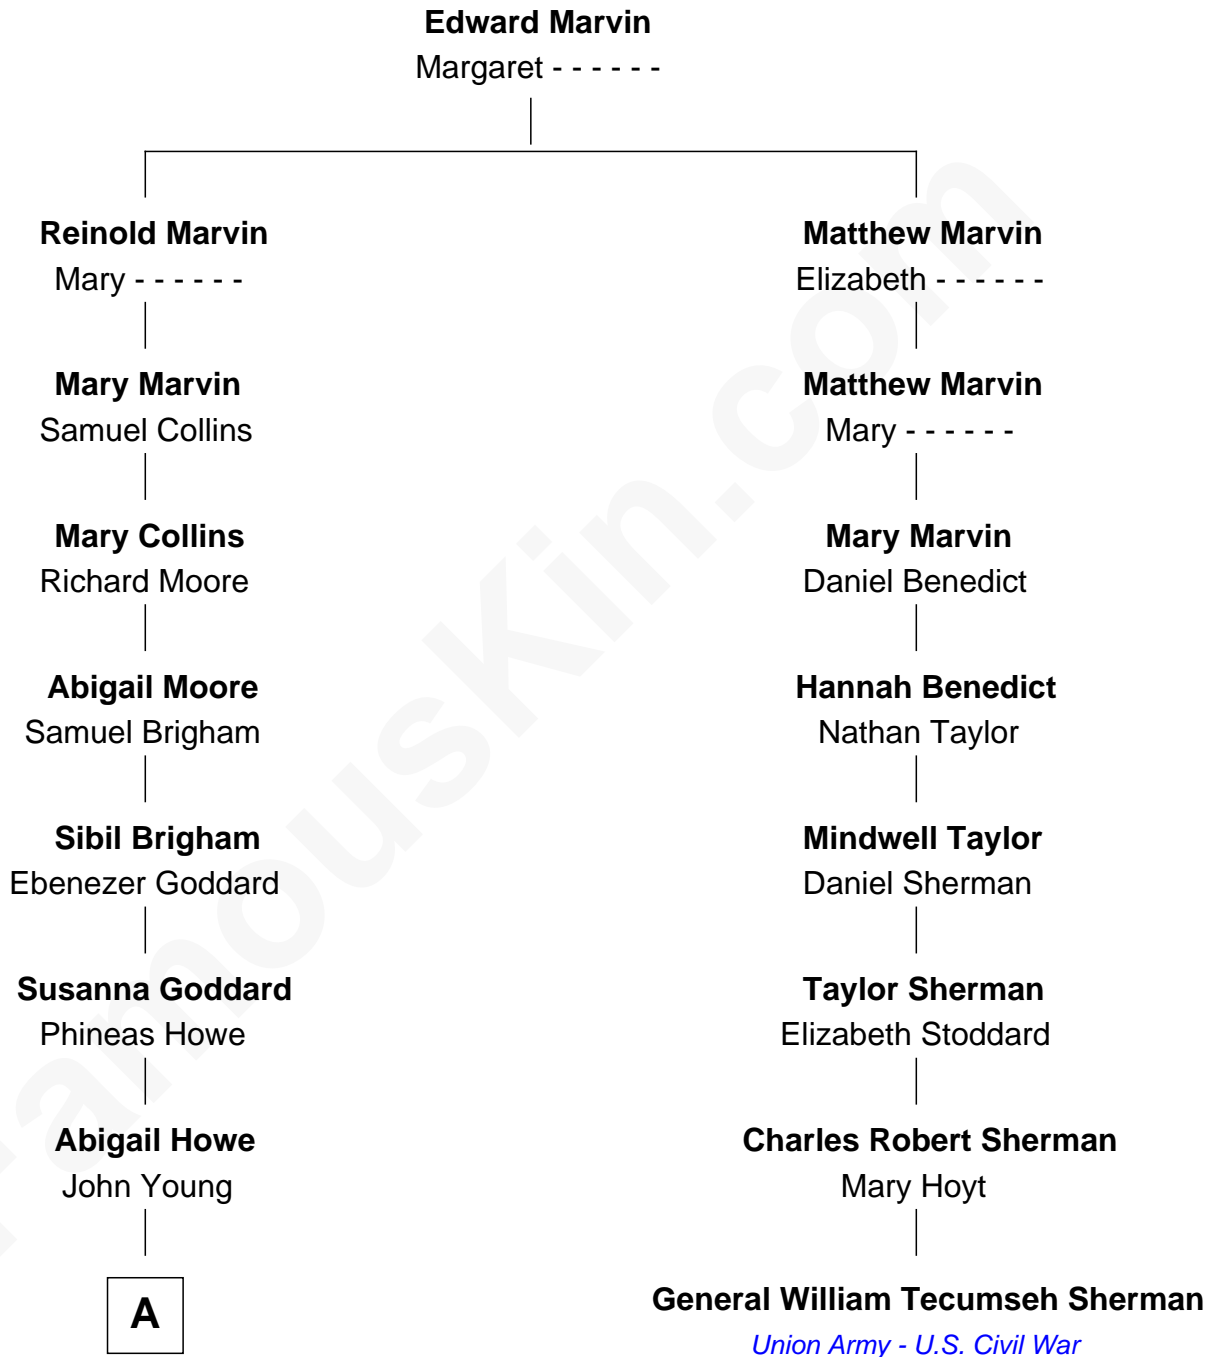 Edward Marvin
Margaret - - - - - -
Reinold Marvin
Mary - - - - - -
Matthew Marvin
Elizabeth - - - - - -
Mary Marvin
Samuel Collins
Matthew Marvin
Mary - - - - - -
Mary Collins
Richard Moore
Mary Marvin
Daniel Benedict
Abigail Moore
Samuel Brigham
Hannah Benedict
Nathan Taylor
Sibil Brigham
Ebenezer Goddard
Mindwell Taylor
Daniel Sherman
Susanna Goddard
Phineas Howe
Taylor Sherman
Elizabeth Stoddard
Abigail Howe
John Young
Charles Robert Sherman
Mary Hoyt
A
General William Tecumseh Sherman
Union Army - U.S. Civil War
FamousKin.com